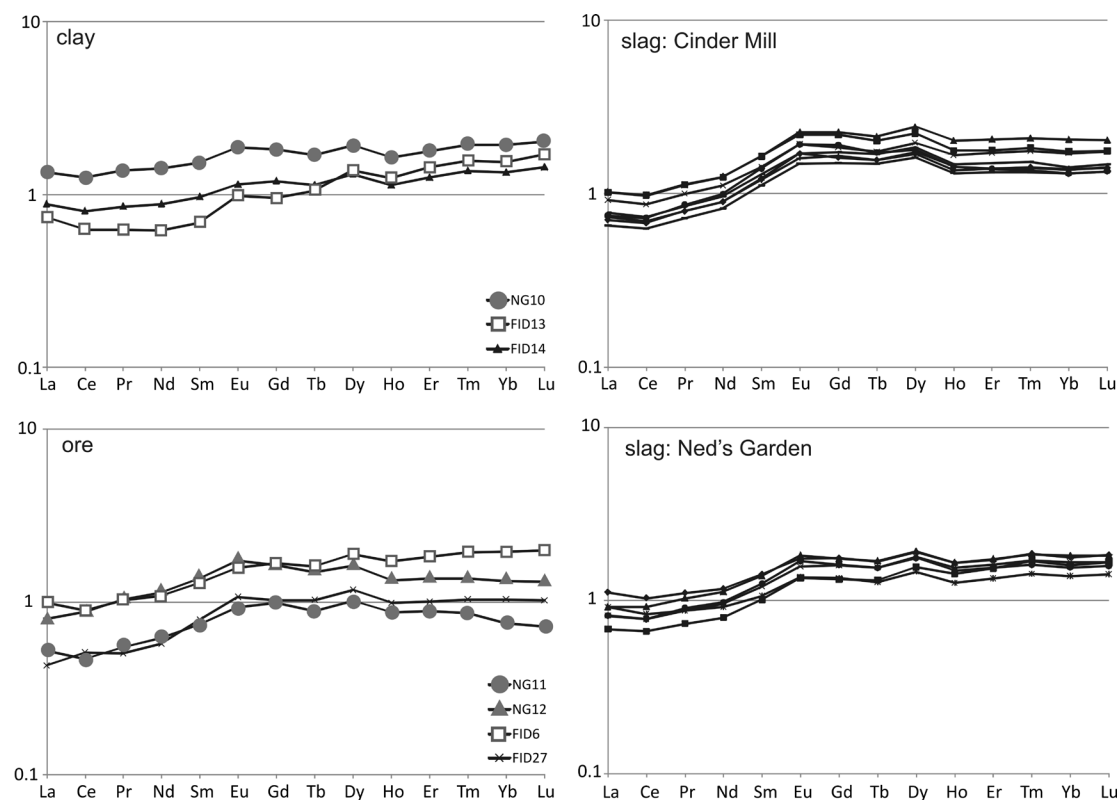 10
clay
1
NG10
FID13
FID14
0.1
La Ce Pr Nd Sm Eu Gd Tb Dy Ho Er Tm Yb Lu
10
slag: Cinder Mill
1
0.1
La Ce Pr Nd Sm Eu Gd Tb Dy Ho Er Tm Yb Lu
10
ore
1
NG11
NG12
FID6
FID27
0.1
La Ce Pr Nd Sm Eu Gd Tb Dy Ho Er Tm Yb Lu
10
slag: Ned’s Garden
1
0.1
La Ce Pr Nd Sm Eu Gd Tb Dy Ho Er Tm Yb Lu